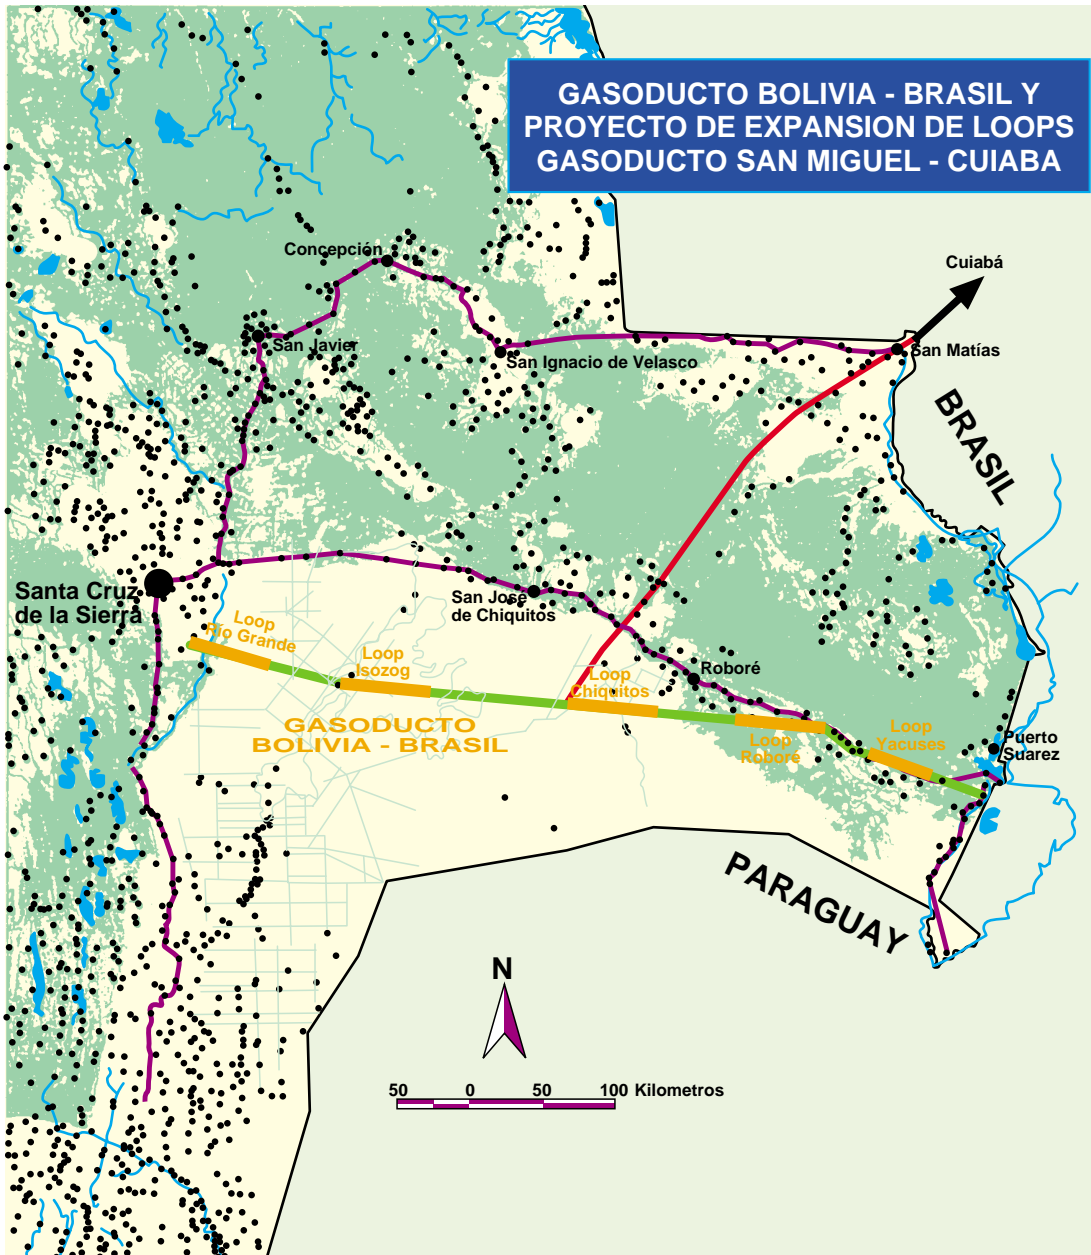 GASODUCTO BOLIVIA - BRASIL Y
PROYECTO DE EXPANSION DE LOOPS
GASODUCTO SAN MIGUEL - CUIABA
Concepción
Cuiabá
San Javier
San Ignacio de Velasco
San Matías
BRASIL
Santa Cruz
de la Sierra
San José
de Chiquitos
Loop
Rio Grande
Loop
Isozog
Loop
Chiquitos
Roboré
GASODUCTO
BOLIVIA - BRASIL
Loop
Roboré
Loop
Yacuses
Puerto
Suarez
PARAGUAY
N
50 0 50 100 Kilometros